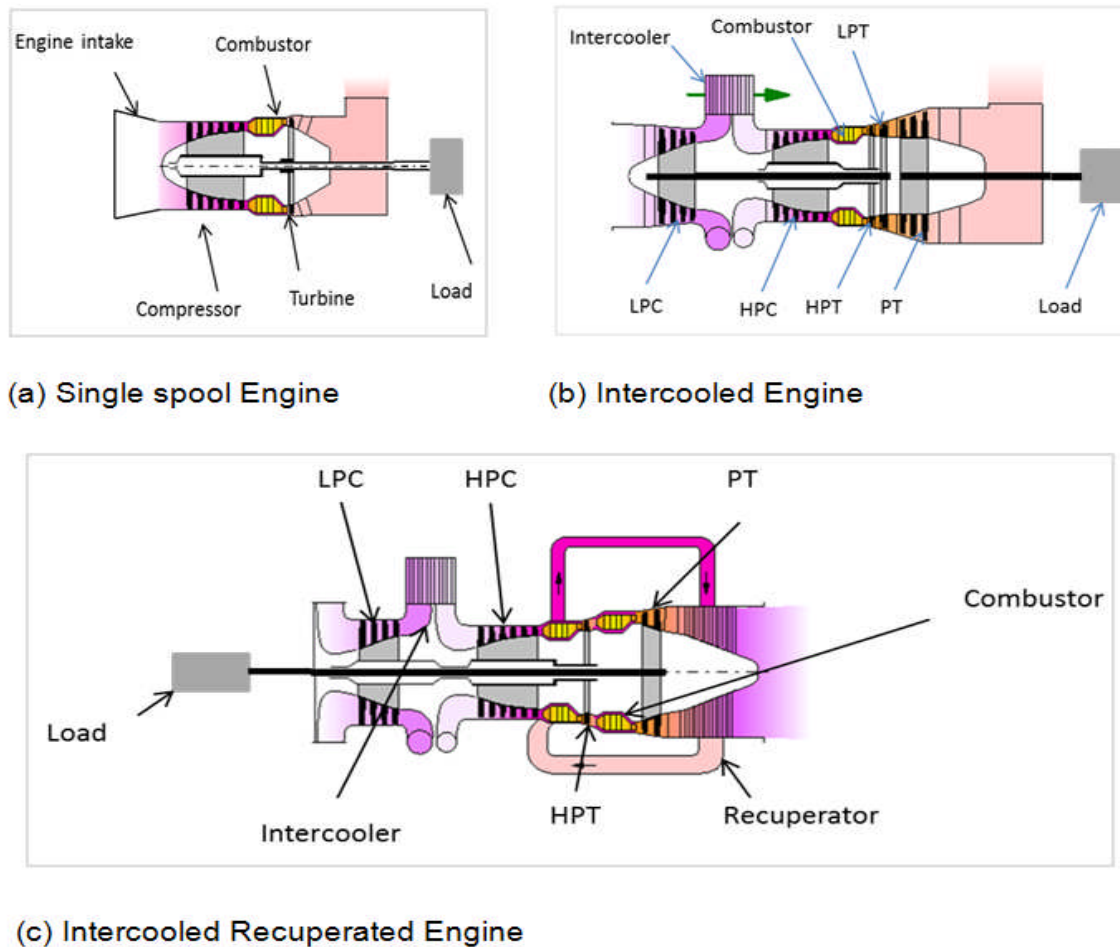 Engine intake
Combustor
Compressor
Turbine
Load
(a) Single spool Engine
Intercooler
Combustor
LPT
LPC
HPC
HPT
PT
Load
(b) Intercooled Engine
LPC
HPC
PT
Combustor
Load
Intercooler
HPT
Recuperator
(c) Intercooled Recuperated Engine